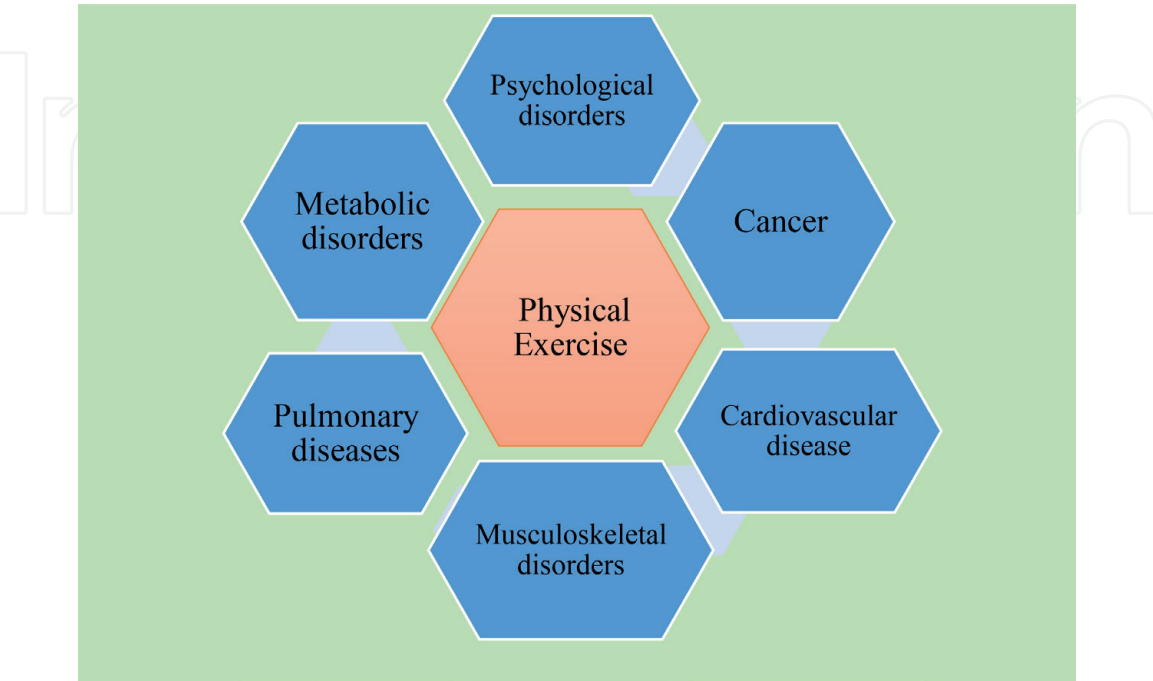 Psychological
disorders
Cancer
Cardiovascular
disease
Musculoskeletal
disorders
Pulmonary
diseases
Metabolic
disorders
Physical
Exercise